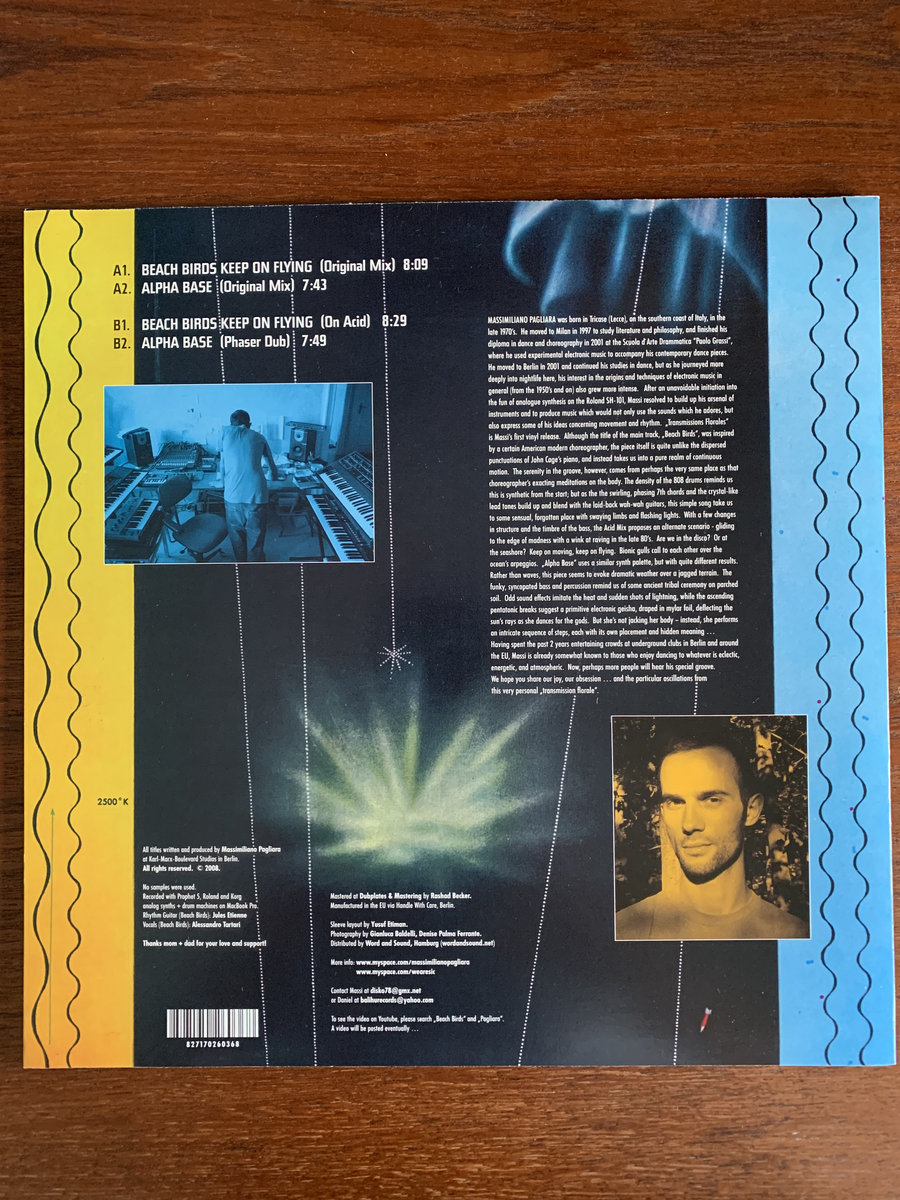 A1. BEACH BIRDS KEEP ON FLYING (Original Mix) 8:09
A2. ALPHA BASE (Original Mix) 7:43
B1. BEACH BIRDS KEEP ON FLYING (On Acid) 8:29
B2. ALPHA BASE (Phaser Dub) 7:49
MASSIMILIANO PAGLIARA was born in Tricase (Lecce), on the southern coast of Italy, in the
late 1970's. He moved to Milan in 1997 to study literature and philosophy, and finished his
diploma in dance and choreography in 2001 at the Scuola d'Arte Drammatica "Paolo Grassi",
where he used experimental electronic music to accompany his contemporary dance pieces.
He moved to Berlin in 2001 and continued his studies in dance, but as he journeyed more
deeply into nightlife here, his interest in the origins and techniques of electronic music in
general (from the 1950's and on) also grew more intense. After an unavoidable initiation into
the fun of analogue synthesis on the Roland SH-101, Massi resolved to build up his arsenal of
instruments and to produce music which would not only use the sounds which he adores, but
also express some of his ideas concerning movement and rhythm. „Transmissions Florales"
is Massi's first vinyl release. Although the title of the main track, „Beach Birds", was inspired
by a certain American modern choreographer, the piece itself is quite unlike the dispersed
punctuations of John Cage's piano, and instead takes us into a pure realm of continuous
motion. The serenity in the groove, however, comes from perhaps the very same place as that
choreographer's exacting meditations on the body. The density of the 808 drums reminds us
this is synthetic from the start; but as the the swirling, phasing 7th chords and the crystal-like
lead tones build up and blend with the laid-back wah-wah guitars, this simple song take us
to some sensual, forgotten place with swaying limbs and flashing lights. With a few changes
in structure and the timbre of the bass, the Acid Mix proposes an alternate scenario - gliding
to the edge of madness with a wink at raving in the late 80's. Are we in the disco? Or at
the seashore? Keep on moving, keep on flying. Bionic gulls call to each other over the
ocean's arpeggios. „Alpha Base" uses a similar synth palette, but with quite different results.
Rather than waves, this piece seems to evoke dramatic weather over a jagged terrain. The
funky, syncopated bass and percussion remind us of some ancient tribal ceremony on parched
soil. Odd sound effects imitate the heat and sudden shots of lightning, while the ascending
pentatonic breaks suggest a primitive electronic geisha, draped in mylar foil, deflecting the
sun's rays as she dances for the gods. But she's not jacking her body – instead, she performs
an intricate sequence of steps, each with its own placement and hidden meaning ...
Having spent the past 2 years entertaining crowds at underground clubs in Berlin and around
the EU, Massi is already somewhat known to those who enjoy dancing to whatever is eclectic,
energetic, and atmospheric. Now, perhaps more people will hear his special groove.
We hope you share our joy, our obsession ... and the particular oscillations from
this very personal „transmission florale".
2500°K
All titles written and produced by Massimiliano Pagliara
at Karl-Marx-Boulevard Studios in Berlin.
All rights reserved. © 2008.
No samples were used.
Recorded with Prophet 5, Roland and Korg
analog synths + drum machines on MacBook Pro.
Rhythm Guitar (Beach Birds): Jules Etienne
Vocals (Beach Birds): Alessandro Tartari
Thanks mom + dad for your love and support!
Mastered at Dubplates & Mastering by Rashad Becker.
Manufactured in the EU via Handle With Care, Berlin.
Sleeve layout by Yusuf Etiman.
Photography by Gianluca Baldelli, Denise Palma Ferrante.
Distributed by Word and Sound, Hamburg (wordandsound.net)
More info: www.myspace.com/massimilianopagliara
www.myspace.com/wearesic
Contact Massi at disko78@gmx.net
or Daniel at balihurecords@yahoo.com
To see the video on Youtube, please search „Beach Birds" und „Pagliara".
A video will be posted eventually ...
827170260368